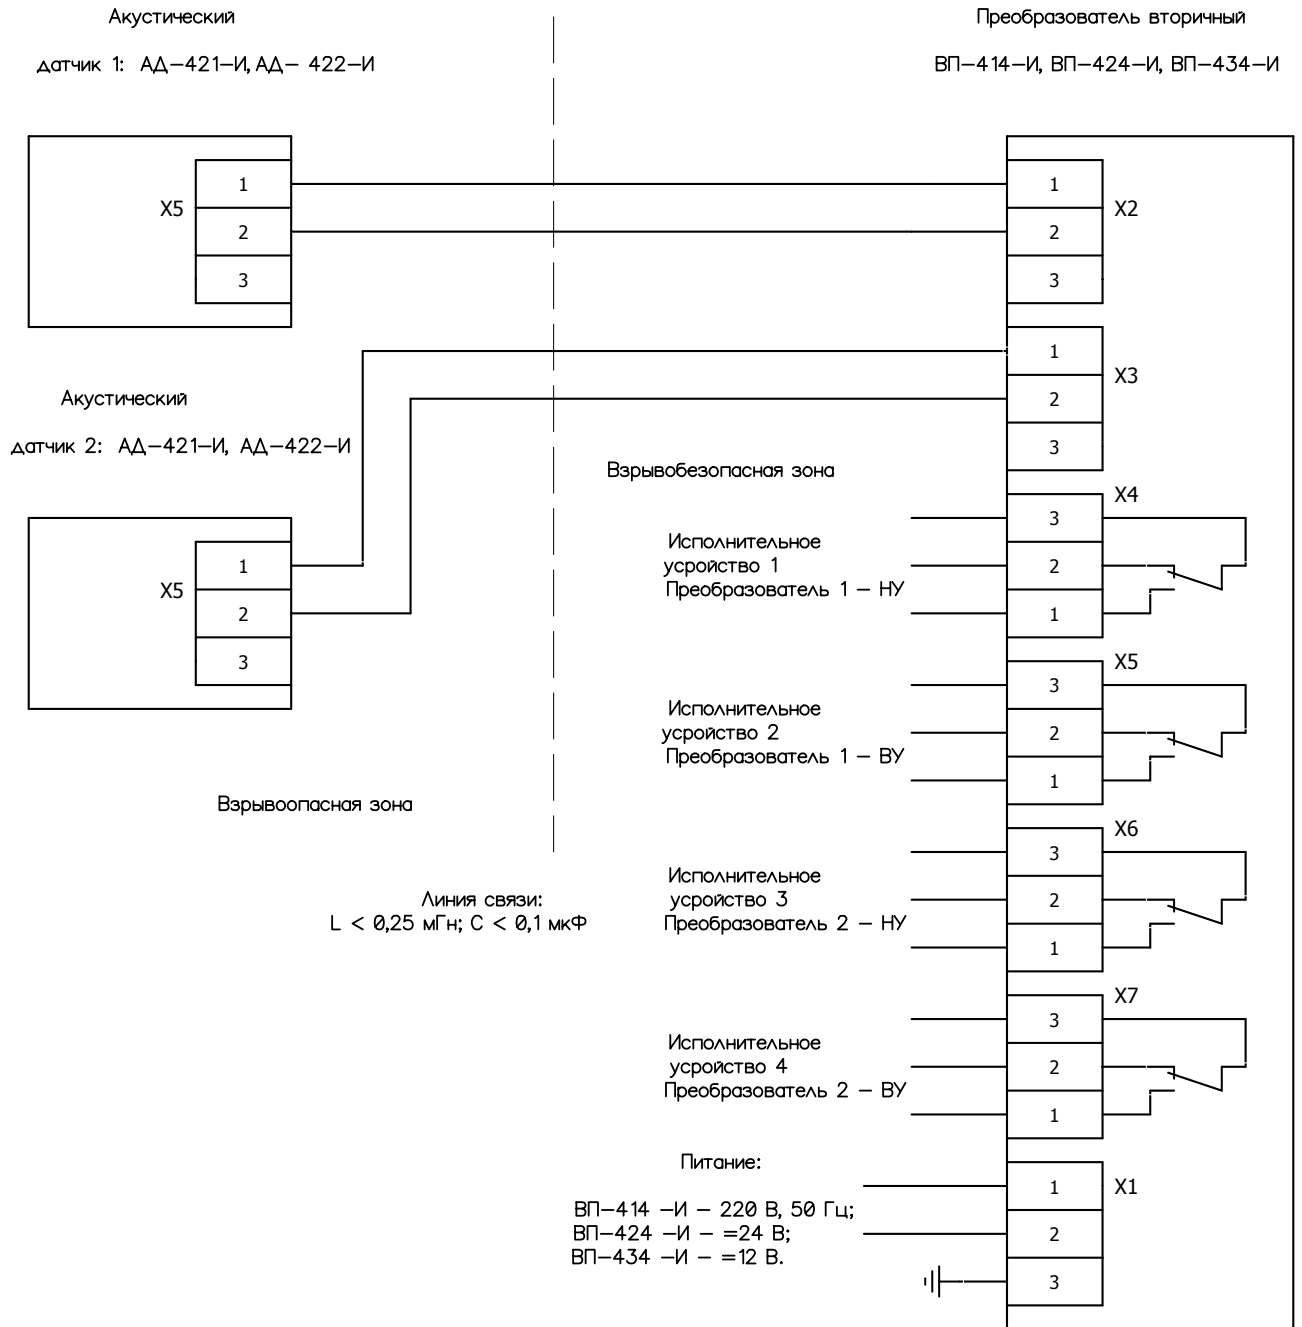 Акустический
датчик 1: АД-421-И, АД- 422-И
Преобразователь вторичный
ВП-414-И, ВП-424-И, ВП-434-И
X5
1
2
3
1
2
3
X2
Акустический
датчик 2: АД-421-И, АД-422-И
1
2
3
X3
X5
1
2
3
Взрывобезопасная зона
Взрывоопасная зона
Линия связи:
L < 0,25 мГн; C < 0,1 мкФ
Исполнительное
усройство 1
Преобразователь 1 - НУ
3
2
1
X4
Исполнительное
усройство 2
Преобразователь 1 - ВУ
3
2
1
X5
Исполнительное
усройство 3
Преобразователь 2 - НУ
3
2
1
X6
Исполнительное
усройство 4
Преобразователь 2 - ВУ
3
2
1
X7
Питание:
ВП-414 -И - 220 В, 50 Гц;
ВП-424 -И - =24 В;
ВП-434 -И - =12 В.
1
2
3
X1